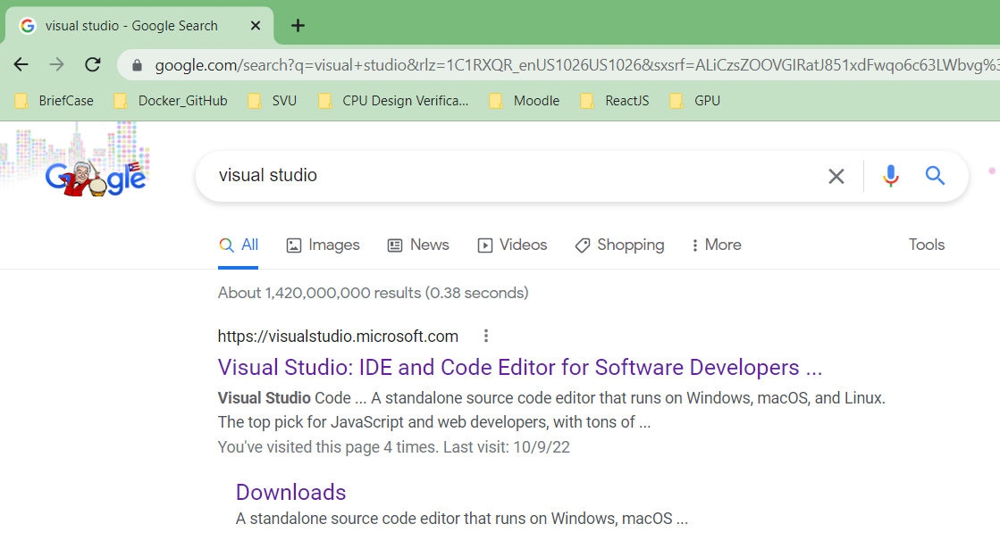 visual studio - Google Search
google.com/search?q=visual+studio&rlz=1C1RXQR_enUS1026US1026&sxsrf=ALiCzsZOOVGIRatJ851xdFwqo6c63LWbvg%3
BriefCase Docker_GitHub SVU CPU Design Verifica... Moodle ReactJS GPU
Google
visual studio
All Images News Videos Shopping More Tools
About 1,420,000,000 results (0.38 seconds)
https://visualstudio.microsoft.com
Visual Studio: IDE and Code Editor for Software Developers ...
Visual Studio Code ... A standalone source code editor that runs on Windows, macOS, and Linux.
The top pick for JavaScript and web developers, with tons of ...
You've visited this page 4 times. Last visit: 10/9/22
Downloads
A standalone source code editor that runs on Windows, macOS ...